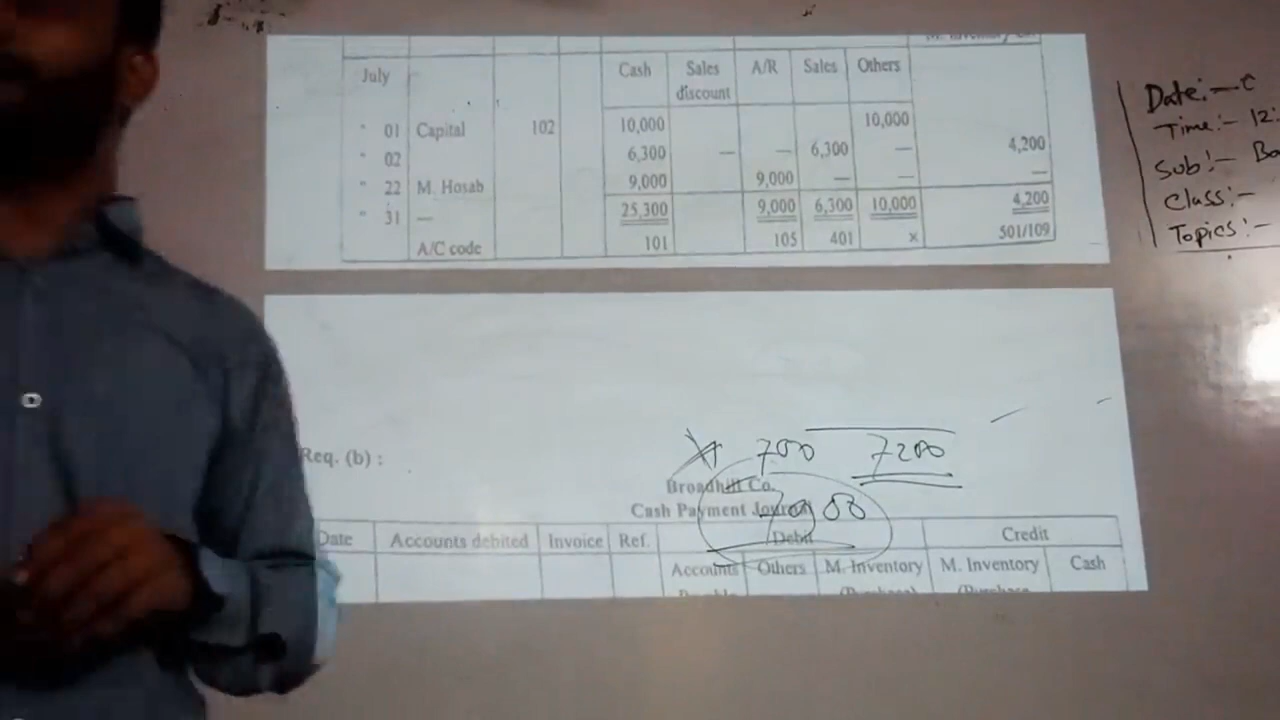 July Cash Sales discount A/R Sales Others
" 01 Capital 102 10,000 10,000
" 02 6,300 — — 6,300 — 4,200
" 22 M. Hosab 9,000 9,000 — — —
" 31 — 25,300 9,000 6,300 10,000 4,200
A/C code 101 105 401 x 501/109
Date:-
Time:- 12:
Sub:- Ba
Class:-
Topics:-
700 7200
Req. (b) :
Broadhill Co.
Cash Payment Journal
Date Accounts debited Invoice Ref. Debit Credit
Accounts Others M. Inventory M. Inventory Cash